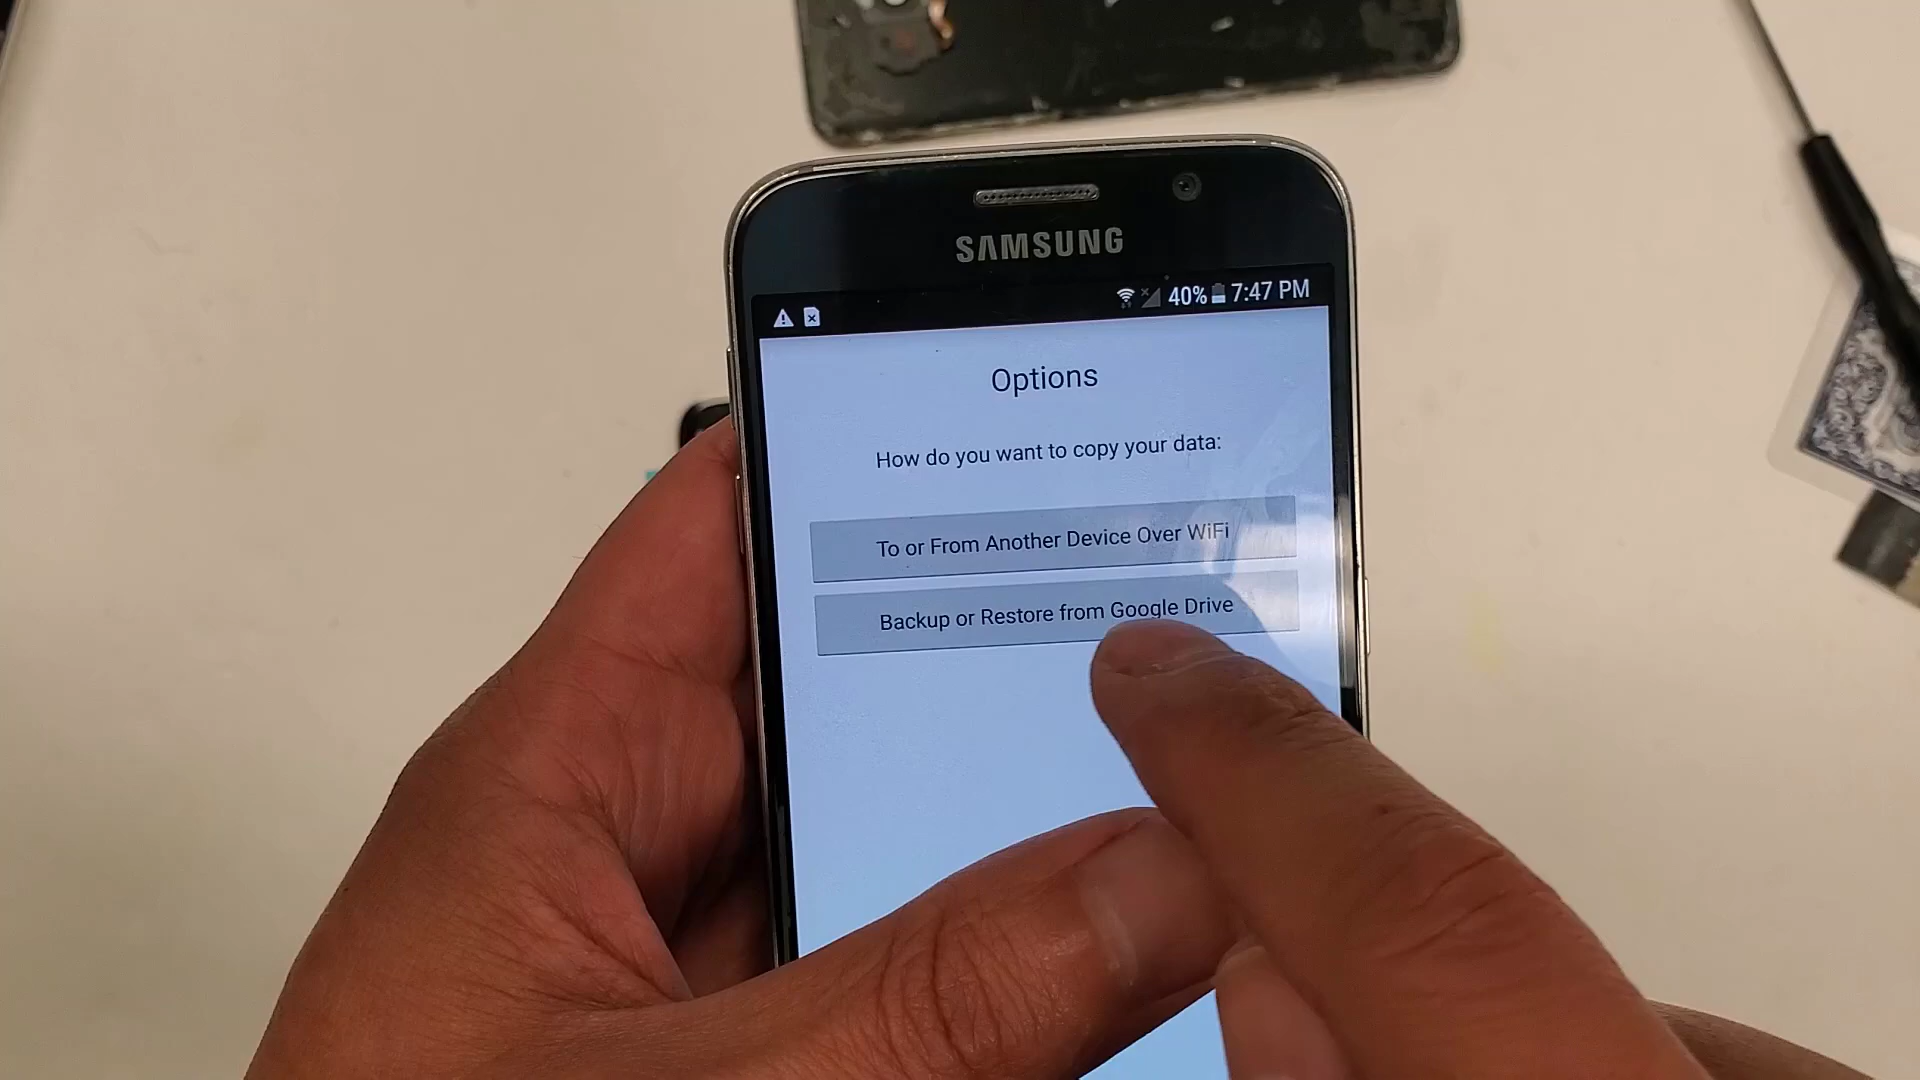 SAMSUNG
40% 7:47 PM
Options
How do you want to copy your data:
To or From Another Device Over WiFi
Backup or Restore from Google Drive